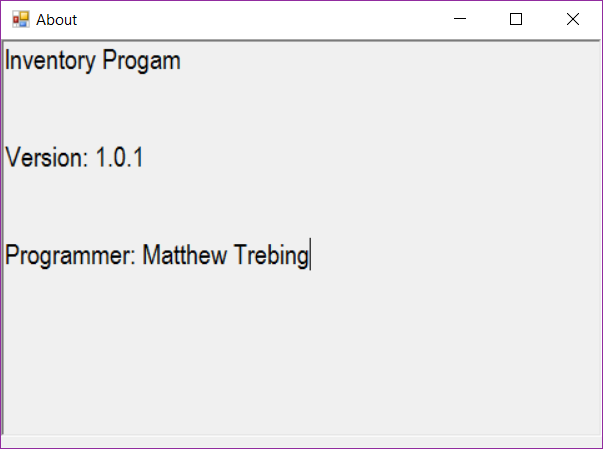 About
Inventory Progam
Version: 1.0.1
Programmer: Matthew Trebing